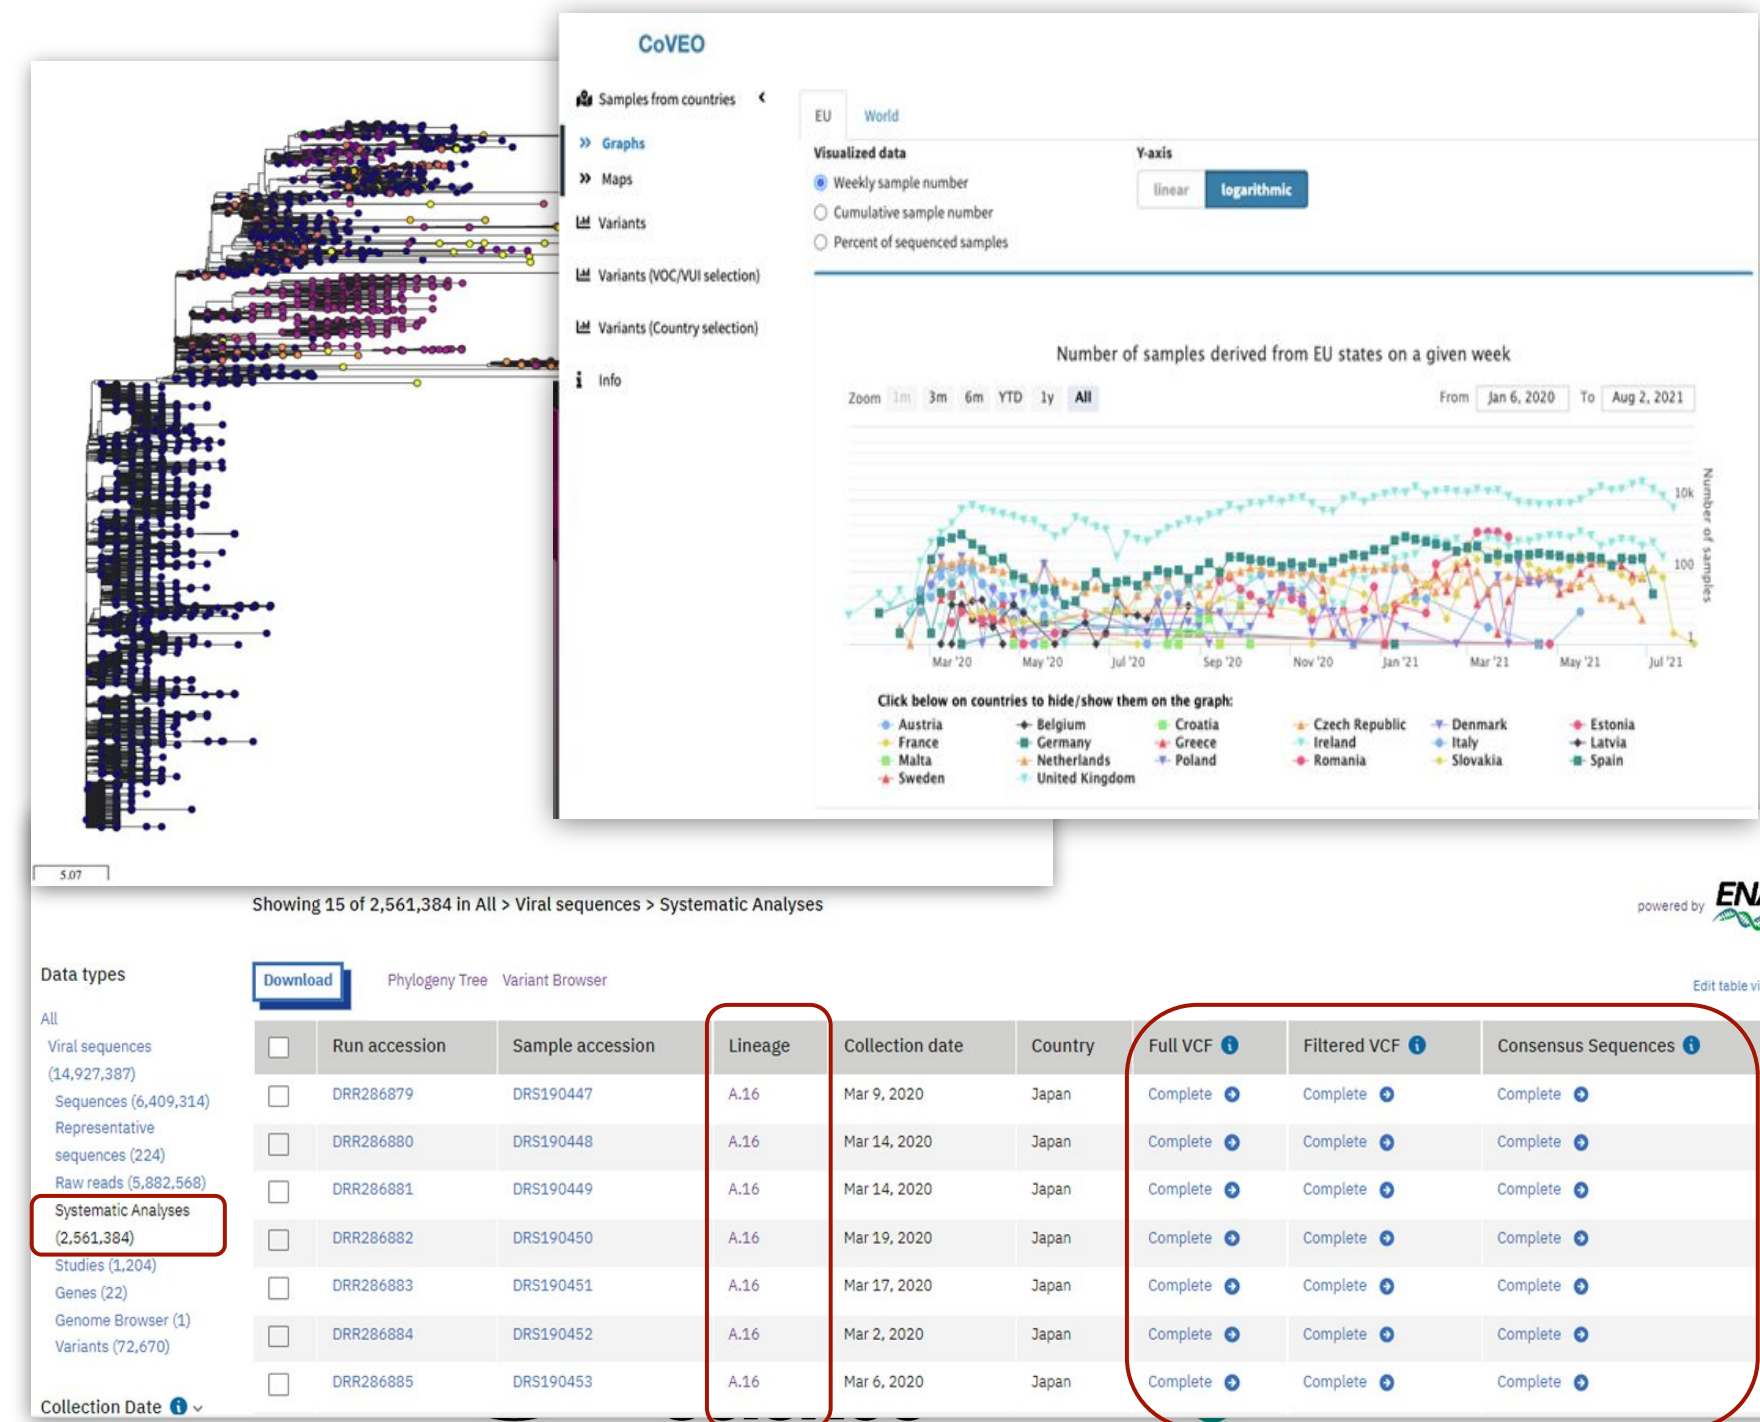 CoVEO
Samples from countries
Graphs
Maps
Variants
Variants (VOC/VUI selection)
Variants (Country selection)
Info
EU World
Visualized data
Weekly sample number
Cumulative sample number
Percent of sequenced samples
Y-axis
linear logarithmic
Number of samples derived from EU states on a given week
Zoom 1m 3m 6m YTD 1y All
From Jan 6, 2020 To Aug 2, 2021
10k
100
1
Number of samples
Mar '20 May '20 Jul '20 Sep '20 Nov '20 Jan '21 Mar '21 May '21 Jul '21
Click below on countries to hide/show them on the graph:
Austria Belgium Croatia Czech Republic Denmark Estonia
France Germany Greece Ireland Italy Latvia
Malta Netherlands Poland Romania Slovakia Spain
Sweden United Kingdom
5.07
Showing 15 of 2,561,384 in All > Viral sequences > Systematic Analyses
powered by ENA
Data types
All
Viral sequences
(14,927,387)
Sequences (6,409,314)
Representative
sequences (224)
Raw reads (5,882,568)
Systematic Analyses
(2,561,384)
Studies (1,204)
Genes (22)
Genome Browser (1)
Variants (72,670)
Collection Date
Download Phylogeny Tree Variant Browser
Edit table vi
Run accession Sample accession Lineage Collection date Country Full VCF Filtered VCF Consensus Sequences
DRR286879 DRS190447 A.16 Mar 9, 2020 Japan Complete Complete Complete
DRR286880 DRS190448 A.16 Mar 14, 2020 Japan Complete Complete Complete
DRR286881 DRS190449 A.16 Mar 14, 2020 Japan Complete Complete Complete
DRR286882 DRS190450 A.16 Mar 19, 2020 Japan Complete Complete Complete
DRR286883 DRS190451 A.16 Mar 17, 2020 Japan Complete Complete Complete
DRR286884 DRS190452 A.16 Mar 2, 2020 Japan Complete Complete Complete
DRR286885 DRS190453 A.16 Mar 6, 2020 Japan Complete Complete Complete